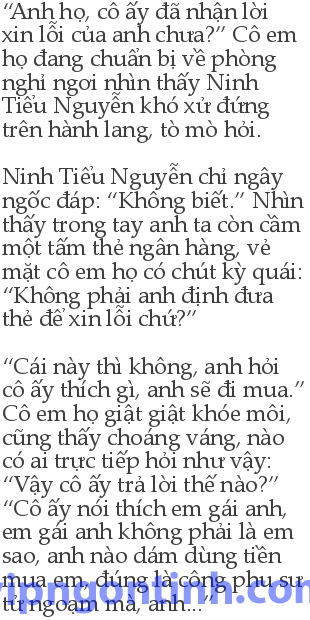 “Anh họ, cô ấy đã nhận lời
xin lỗi của anh chưa?” Cô em
họ đang chuẩn bị về phòng
nghỉ ngơi nhìn thấy Ninh
Tiểu Nguyễn khó xử đứng
trên hành lang, tò mò hỏi.
Ninh Tiểu Nguyễn chỉ ngây
ngốc đáp: “Không biết.” Nhìn
thấy trong tay anh ta còn cầm
một tấm thẻ ngân hàng, vẻ
mặt cô em họ có chút kỳ quái:
“Không phải anh định đưa
thẻ để xin lỗi chứ?”
“Cái này thì không, anh hỏi
cô ấy thích gì, anh sẽ đi mua.”
Cô em họ giật giật khóe môi,
cũng thấy choáng váng, nào
có ai trực tiếp hỏi như vậy:
“Vậy cô ấy trả lời thế nào?”
“Cô ấy nói thích em gái anh,
em gái anh không phải là em
sao, anh nào dám dùng tiền
mua em, đúng là công phu sư
tử ngoạm mà, anh...”
vipngontinh.com